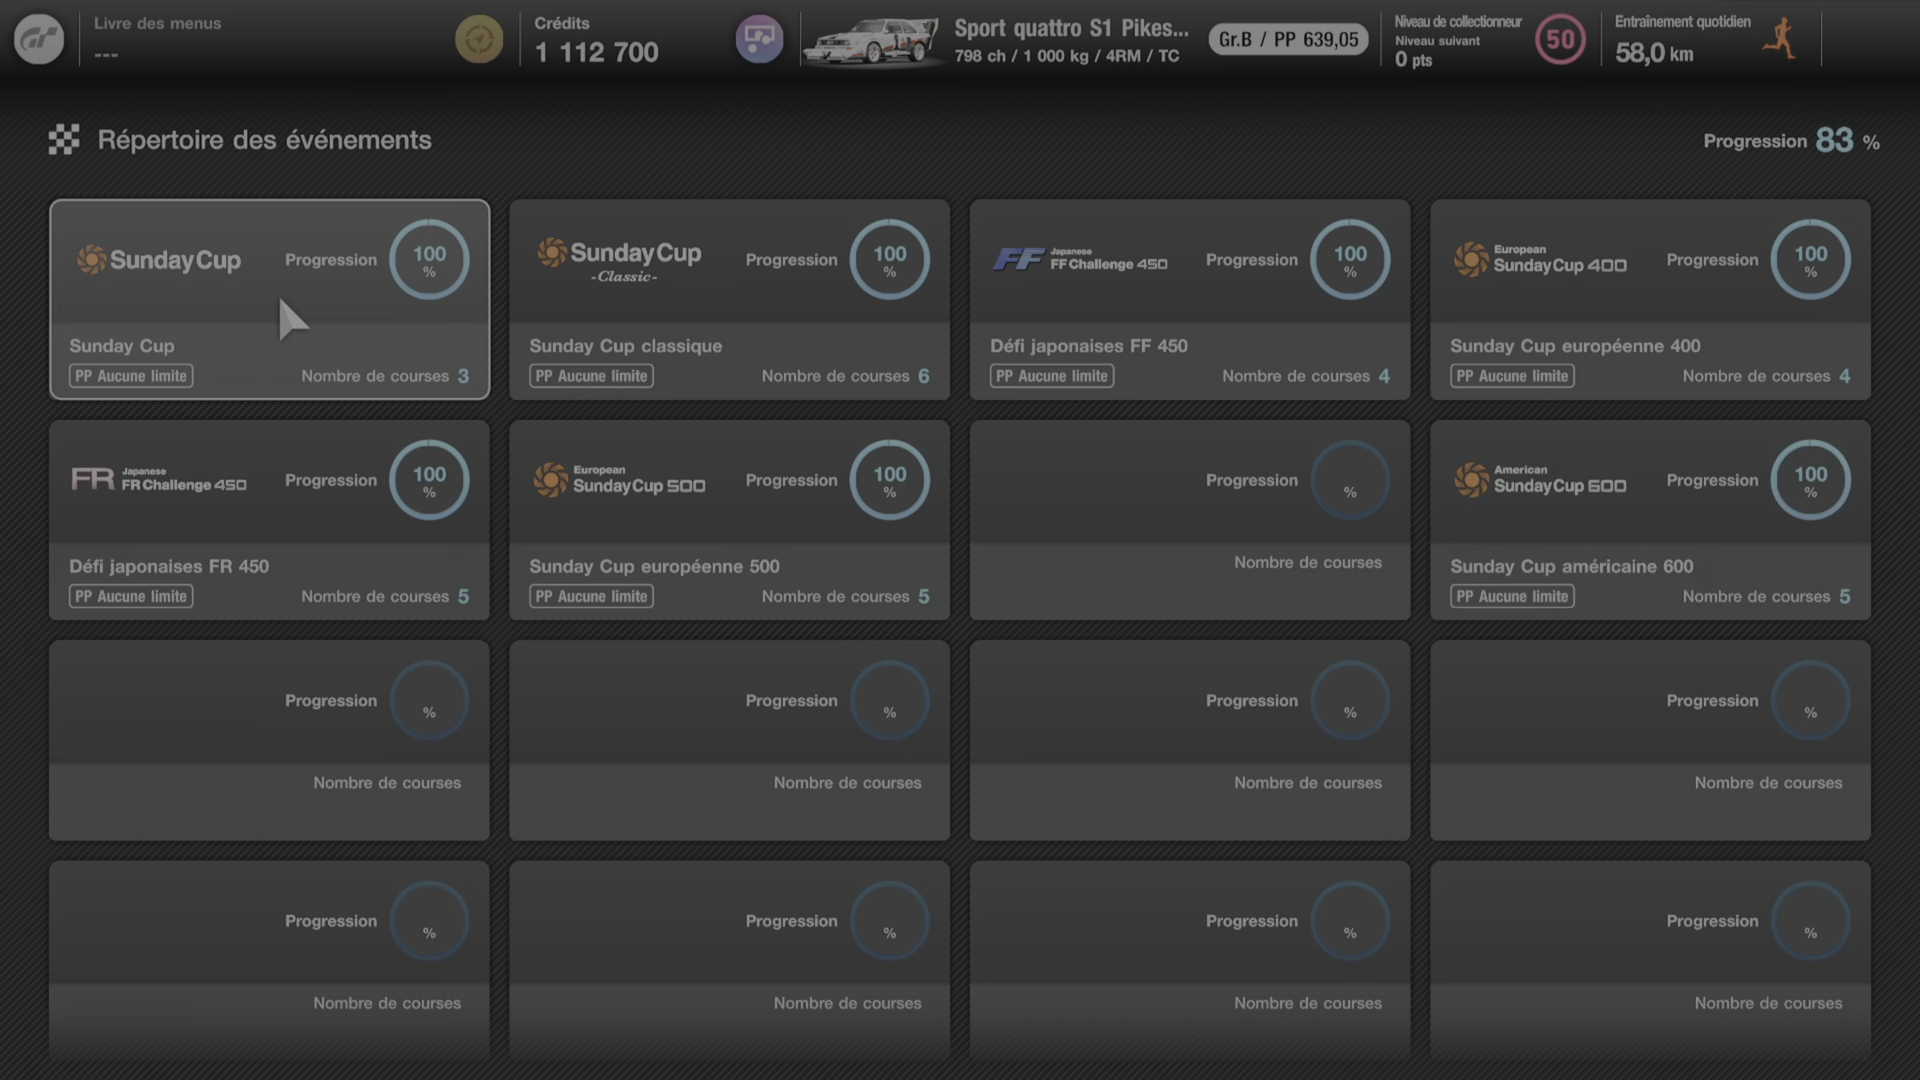 Livre des menus
---
Crédits
1 112 700
Sport quattro S1 Pikes...
798 ch / 1 000 kg / 4RM / TC
Gr.B / PP 639,05
Niveau de collectionneur
Niveau suivant
0 pts
50
Entraînement quotidien
58,0 km
Répertoire des événements
Progression 83 %
Sunday Cup
Progression
100
%
Sunday Cup
PP Aucune limite
Nombre de courses 3
Sunday Cup
-Classic-
Progression
100
%
Sunday Cup classique
PP Aucune limite
Nombre de courses 6
FF
Japanese
FF Challenge 450
Progression
100
%
Défi japonaises FF 450
PP Aucune limite
Nombre de courses 4
European
Sunday Cup 400
Progression
100
%
Sunday Cup européenne 400
PP Aucune limite
Nombre de courses 4
FR
Japanese
FR Challenge 450
Progression
100
%
Défi japonaises FR 450
PP Aucune limite
Nombre de courses 5
European
Sunday Cup 500
Progression
100
%
Sunday Cup européenne 500
PP Aucune limite
Nombre de courses 5
Progression
%
Nombre de courses
American
Sunday Cup 600
Progression
100
%
Sunday Cup américaine 600
PP Aucune limite
Nombre de courses 5
Progression
%
Nombre de courses
Progression
%
Nombre de courses
Progression
%
Nombre de courses
Progression
%
Nombre de courses
Progression
%
Nombre de courses
Progression
%
Nombre de courses
Progression
%
Nombre de courses
Progression
%
Nombre de courses